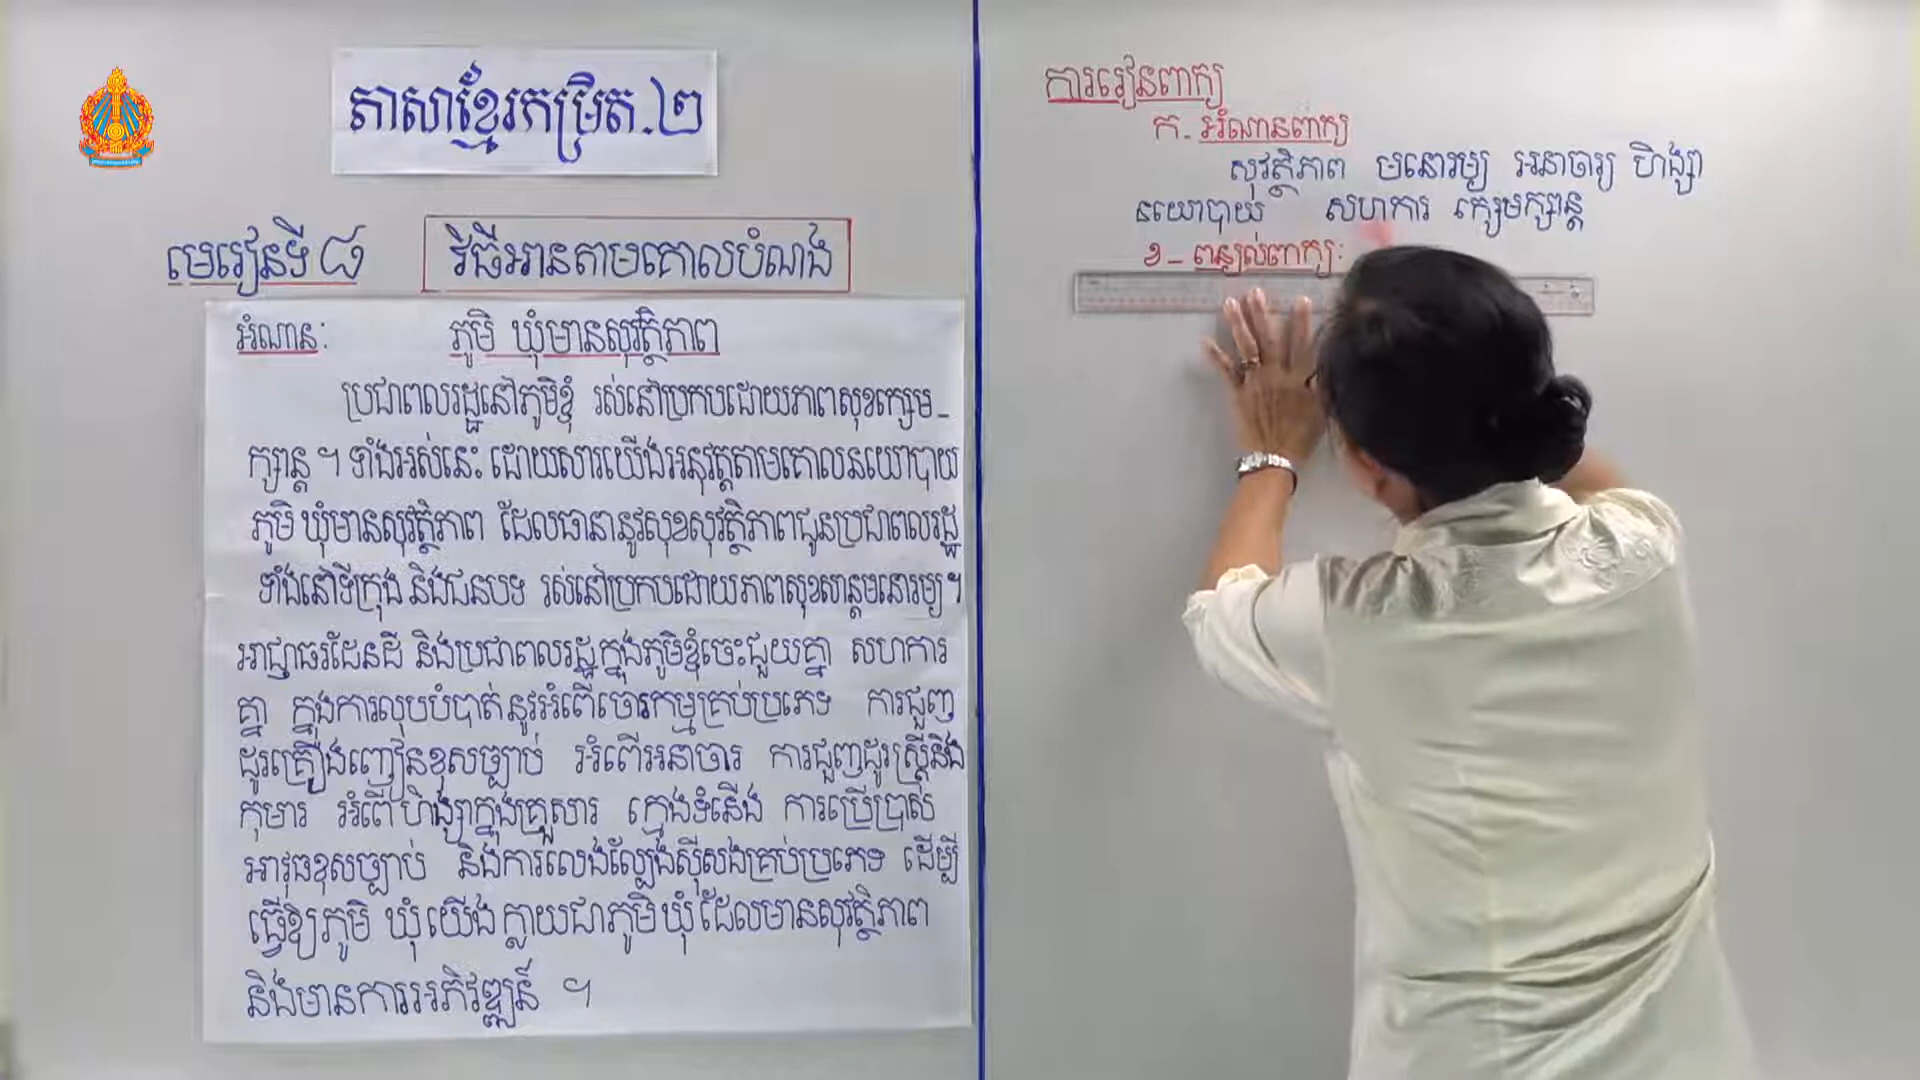 ភាសាខ្មែរកម្រិត.២
មេរៀនទី៨ វិធីអានតាមគោលបំណង
អំណាន: ភូមិ ឃុំមានសុវត្ថិភាព
ប្រជាពលរដ្ឋនៅភូមិខ្ញុំ រស់នៅប្រកបដោយភាពសុខក្សេម-
ក្សាន្ត ។ ទាំងអស់នេះ ដោយសារយើងអនុវត្តតាមគោលនយោបាយ
ភូមិ ឃុំមានសុវត្ថិភាព ដែលធានានូវសុខសុវត្ថិភាពជូនប្រជាពលរដ្ឋ
ទាំងនៅទីក្រុង និងជនបទ រស់នៅប្រកបដោយភាពសុខសាន្តមនោរម្យ ។
អាជ្ញាធរដែនដី និងប្រជាពលរដ្ឋក្នុងភូមិខ្ញុំចេះជួយគ្នា សហការ
គ្នា ក្នុងការលុបបំបាត់នូវអំពើចោរកម្មគ្រប់ប្រភេទ ការជួញ
ដូរគ្រឿងញៀនខុសច្បាប់ អំពើអនាចារ ការជួញដូរស្ត្រីនិង
កុមារ អំពើហិង្សាក្នុងគ្រួសារ ក្មេងទំនើង ការប្រើប្រាស់
អាវុធខុសច្បាប់ និងការលេងល្បែងស៊ីសងគ្រប់ប្រភេទ ដើម្បី
ធ្វើឱ្យភូមិ ឃុំយើងក្លាយជាភូមិឃុំដែលមានសុវត្ថិភាព
និងមានការអភិវឌ្ឍន៍ ។
ការរៀនពាក្យ
ក- អំណានពាក្យ
សុវត្ថិភាព មនោរម្យ អនាចារ្យ ហិង្សា
នយោបាយ សហការ ក្សេមក្សាន្ត
ខ- ពន្យល់ពាក្យ: